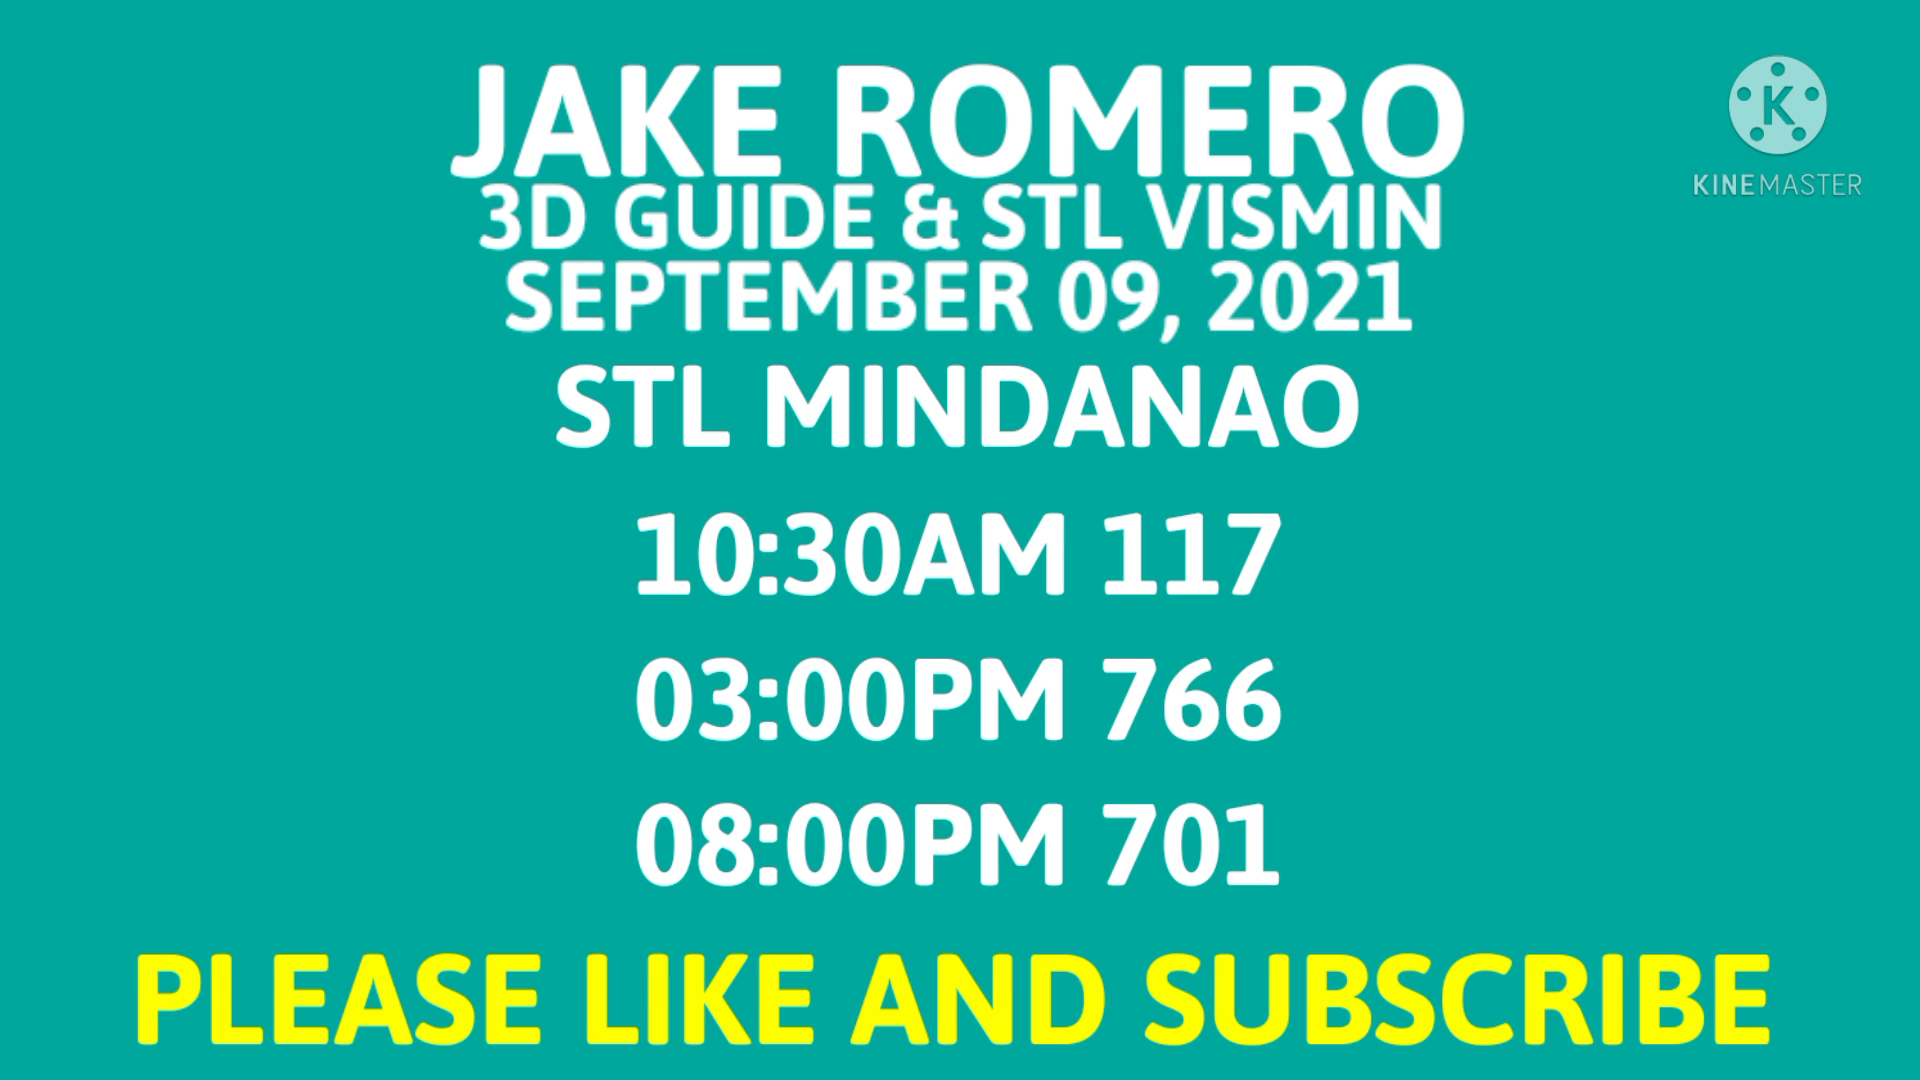 JAKE ROMERO
3D GUIDE & STL VISMIN
SEPTEMBER 09, 2021
STL MINDANAO
10:30AM 117
03:00PM 766
08:00PM 701
PLEASE LIKE AND SUBSCRIBE
K
KINEMASTER